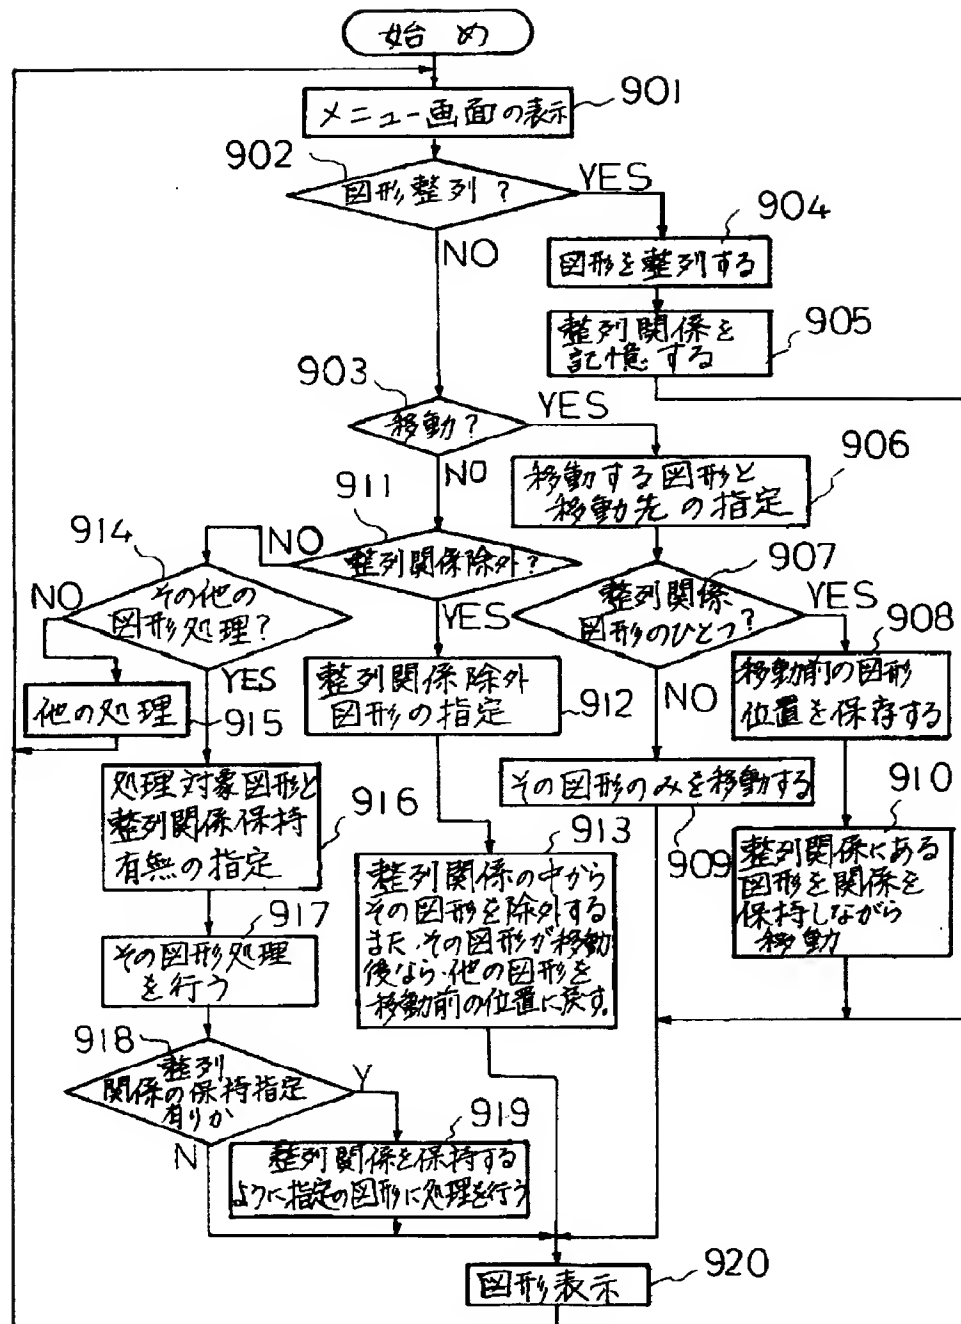 始め
メニュー画面の表示
901
902
図形整列?
YES
NO
904
図形を整列する
整列関係を
記憶する
905
903
移動?
YES
NO
906
移動する図形と
移動先の指定
911
整列関係除外?
NO
YES
914
その他の
図形処理?
NO
YES
907
整列関係
図形のひとつ?
YES
NO
908
移動前の図形
位置を保存する
他の処理
915
整列関係除外
図形の指定
912
その図形のみを移動する
909
910
整列関係にある
図形を関係を
保持しながら
移動
処理対象図形と
整列関係保持
有無の指定
916
913
整列関係の中から
その図形を除外する
また、その図形が移動
後なら、他の図形を
移動前の位置に戻す。
917
その図形処理
を行う
918
整列
関係の保持指定
有りか
Y
N
919
整列関係を保持する
ように指定の図形に処理を行う
図形表示
920